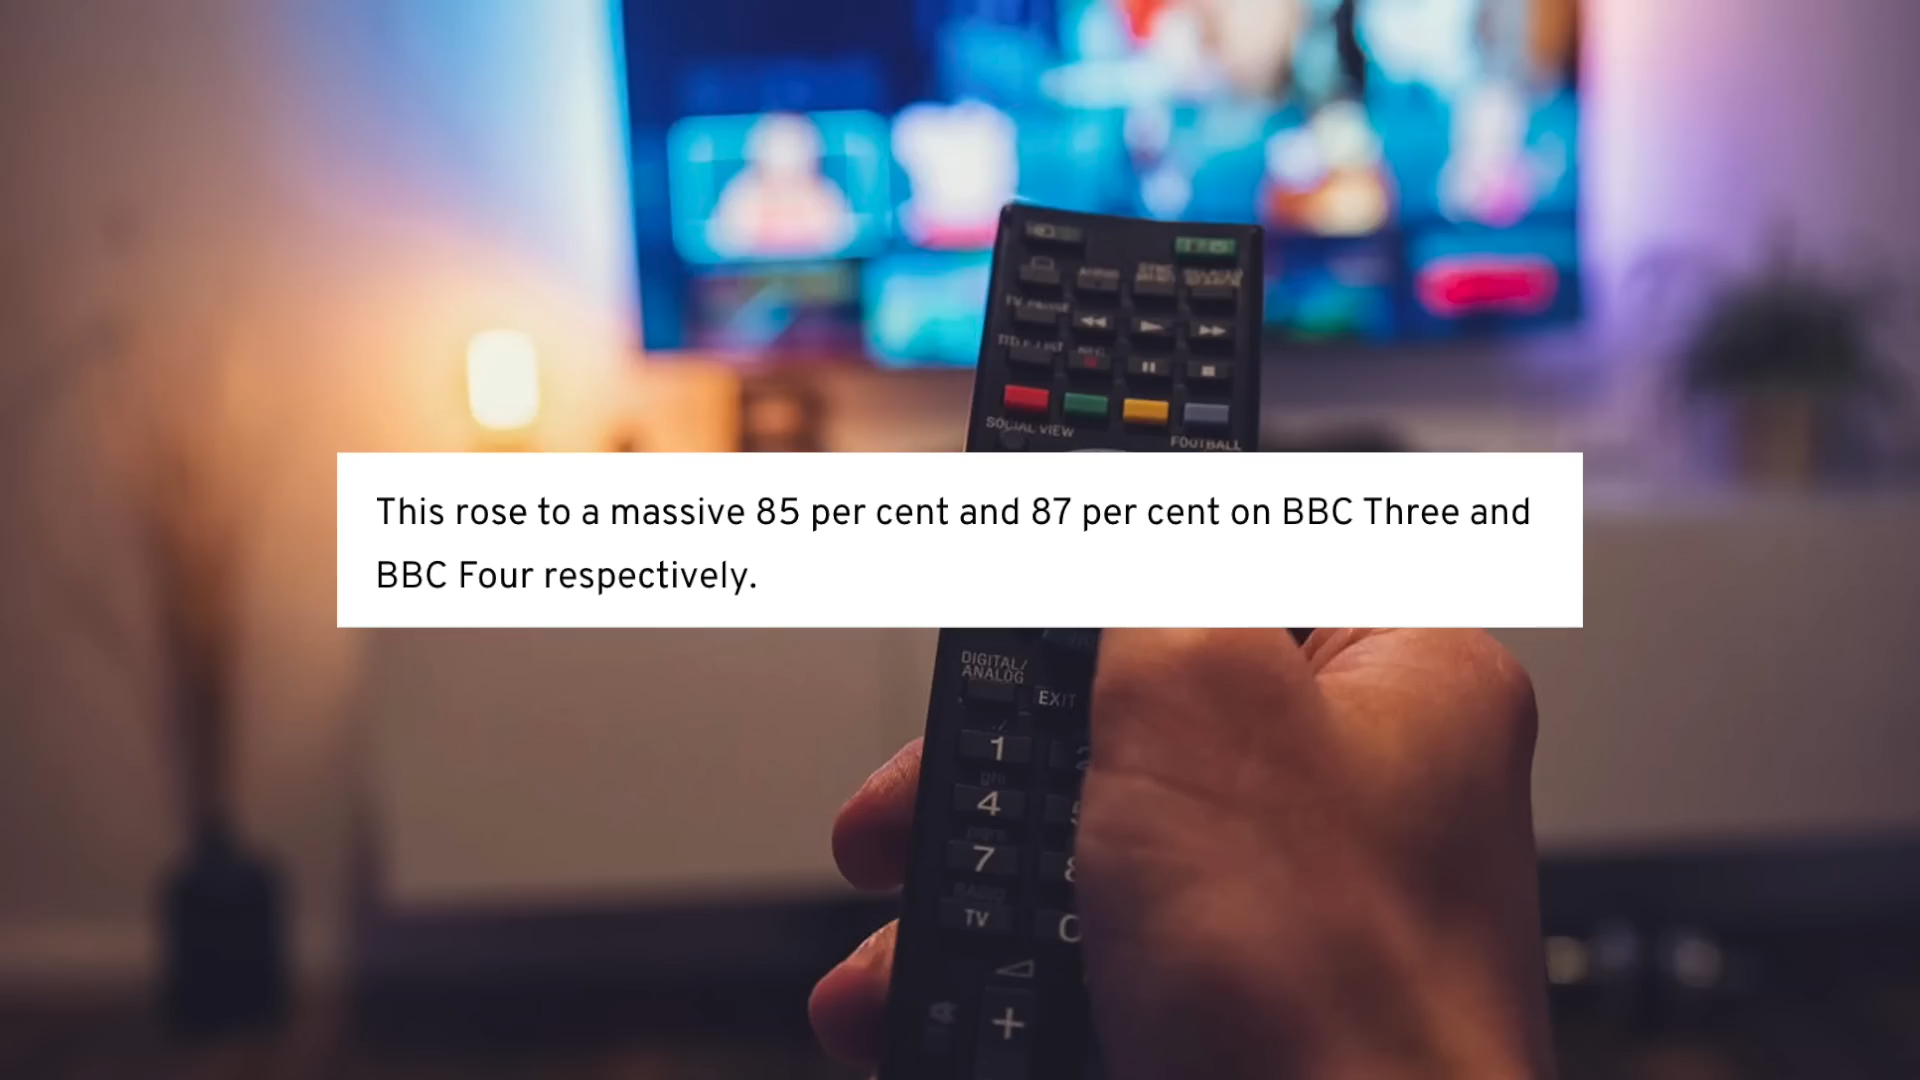 SOCIAL VIEW
FOOTBALL
This rose to a massive 85 per cent and 87 per cent on BBC Three and
BBC Four respectively.
DIGITAL/
ANALOG
EXIT
1
4
7
TV
+